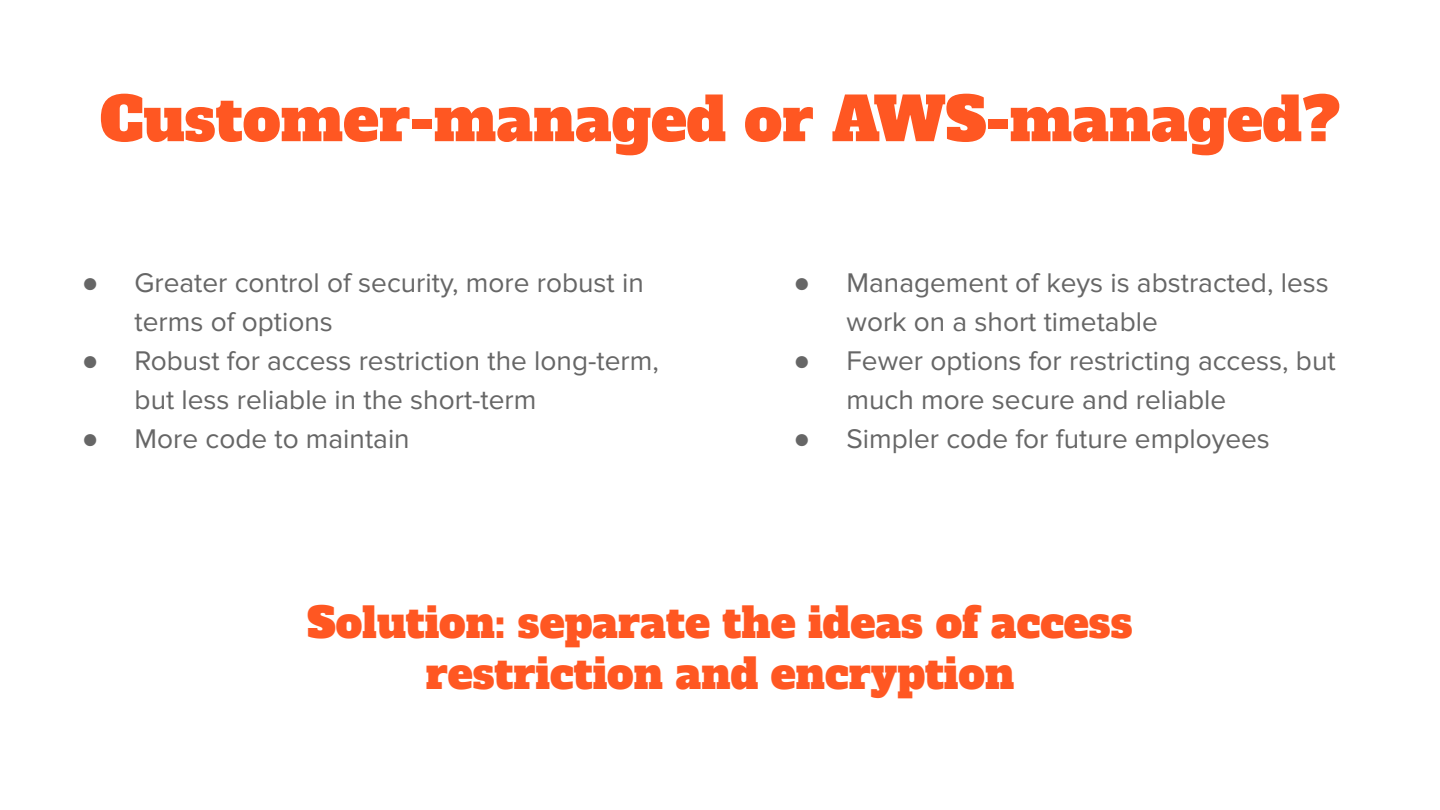 Customer-managed or AWS-managed?
● Greater control of security, more robust in
terms of options
● Robust for access restriction the long-term,
but less reliable in the short-term
● More code to maintain
● Management of keys is abstracted, less
work on a short timetable
● Fewer options for restricting access, but
much more secure and reliable
● Simpler code for future employees
Solution: separate the ideas of access
restriction and encryption